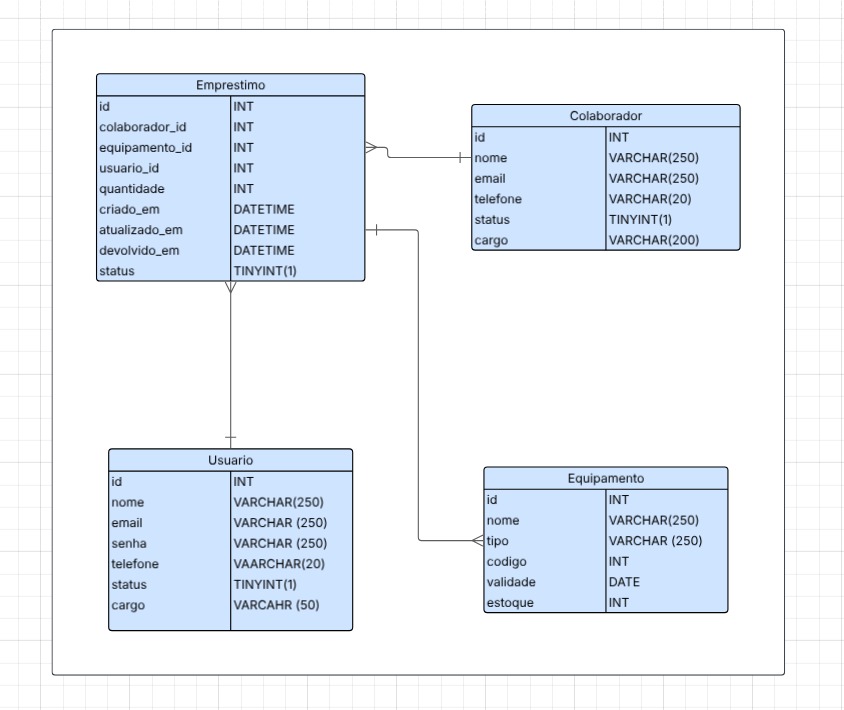 Emprestimo
id INT
colaborador_id INT
equipamento_id INT
usuario_id INT
quantidade INT
criado_em DATETIME
atualizado_em DATETIME
devolvido_em DATETIME
status TINYINT(1)
Colaborador
id INT
nome VARCHAR(250)
email VARCHAR(250)
telefone VARCHAR(20)
status TINYINT(1)
cargo VARCHAR(200)
Usuario
id INT
nome VARCHAR(250)
email VARCHAR (250)
senha VARCHAR (250)
telefone VAARCHAR(20)
status TINYINT(1)
cargo VARCAHR (50)
Equipamento
id INT
nome VARCHAR(250)
tipo VARCHAR (250)
codigo INT
validade DATE
estoque INT